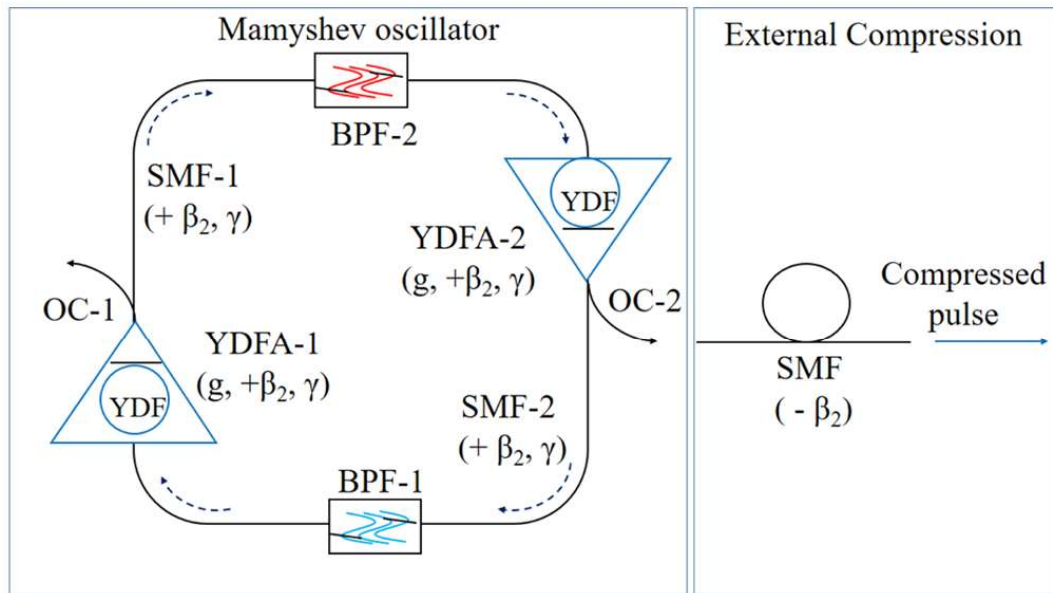 Mamyshev oscillator
BPF-2
SMF-1
(+ β₂, γ)
YDF
YDFA-2
(g, +β₂, γ)
OC-1
OC-2
YDFA-1
(g, +β₂, γ)
YDF
SMF-2
(+ β₂, γ)
BPF-1
External Compression
Compressed
pulse
SMF
( - β₂)